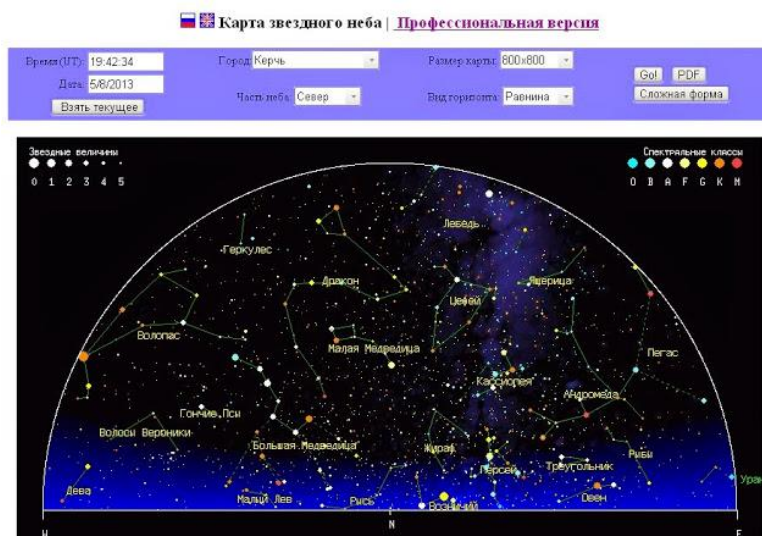 Карта звездного неба | Профессиональная версия
Время (UT): 19:42:34 Город: Керчь Размер карты: 800x800
Дата: 5/8/2013 Go! PDF
Взять текущее Часть неба: Север Вид горизонта: Равнина Сложная форма
Звездные величины Спектральные классы
0 1 2 3 4 5 O B A F G K M
Лебедь
Геркулес
Дракон Ящерица
Цефей
Волопас
Малая Медведица Пегас
Кассиопея
Андромеда
Гончие Псы
Волосы Вероники
Большая Медведица Жираф Рыбы
Персей Треугольник
Уран
Дева Малый Лев Рысь Возничий Овен
W N E